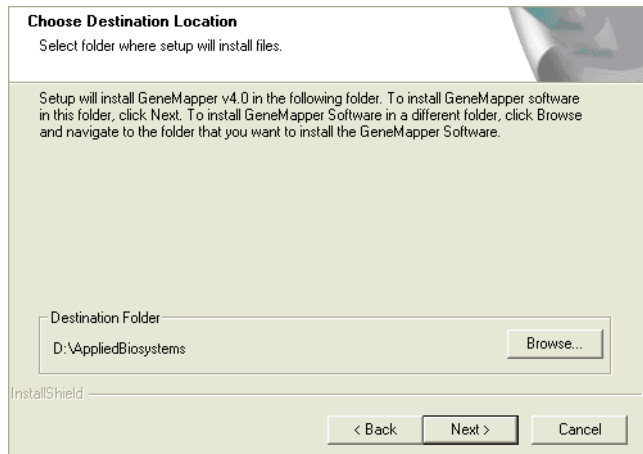 Choose Destination Location
Select folder where setup will install files.
Setup will install GeneMapper v4.0 in the following folder. To install GeneMapper software
in this folder, click Next. To install GeneMapper Software in a different folder, click Browse
and navigate to the folder that you want to install the GeneMapper Software.
Destination Folder
D:\AppliedBiosystems
Browse...
InstallShield
< Back
Next >
Cancel